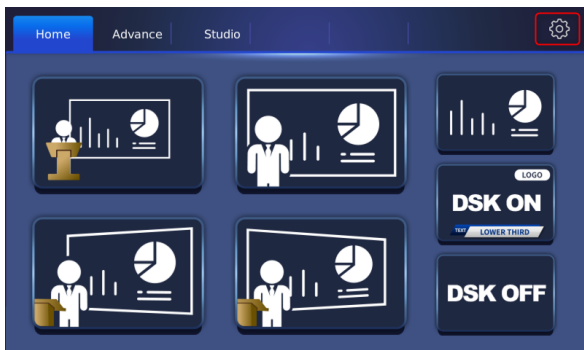 Home Advance Studio
LOGO
DSK ON
TEXT LOWER THIRD
DSK OFF